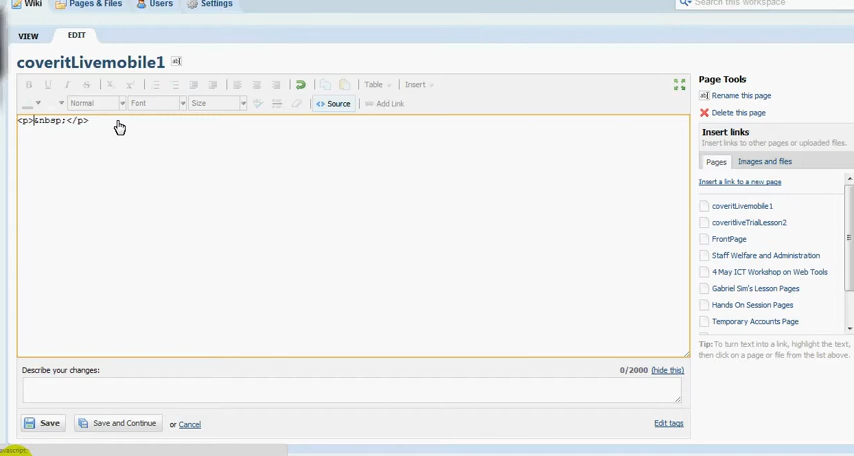 Wiki Pages & Files Users Settings
Search this workspace
VIEW EDIT
coveritLivemobile1
B U I S X₂ X² Table Insert
Normal Font Size Source Add Link
<p>&nbsp;</p>
Describe your changes: 0/2000 (hide this)
Save Save and Continue or Cancel Edit tags
Page Tools
Rename this page
Delete this page
Insert links
Insert links to other pages or uploaded files.
Pages Images and files
Insert a link to a new page
coveritLivemobile1
coveritliveTrialLesson2
FrontPage
Staff Welfare and Administration
4 May ICT Workshop on Web Tools
Gabriel Sim's Lesson Pages
Hands On Session Pages
Temporary Accounts Page
Tip: To turn text into a link, highlight the text,
then click on a page or file from the list above.